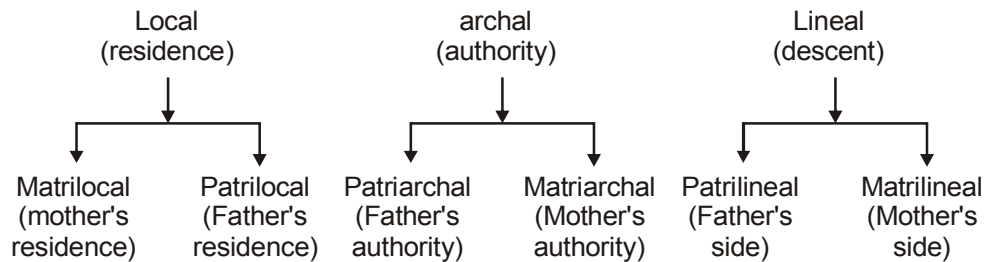 Local archal Lineal
(residence) (authority) (descent)
Matrilocal Patrilocal Patriarchal Matriarchal Patrilineal Matrilineal
(mother's (Father's (Father's (Mother's (Father's (Mother's
residence) residence) authority) authority) side) side)